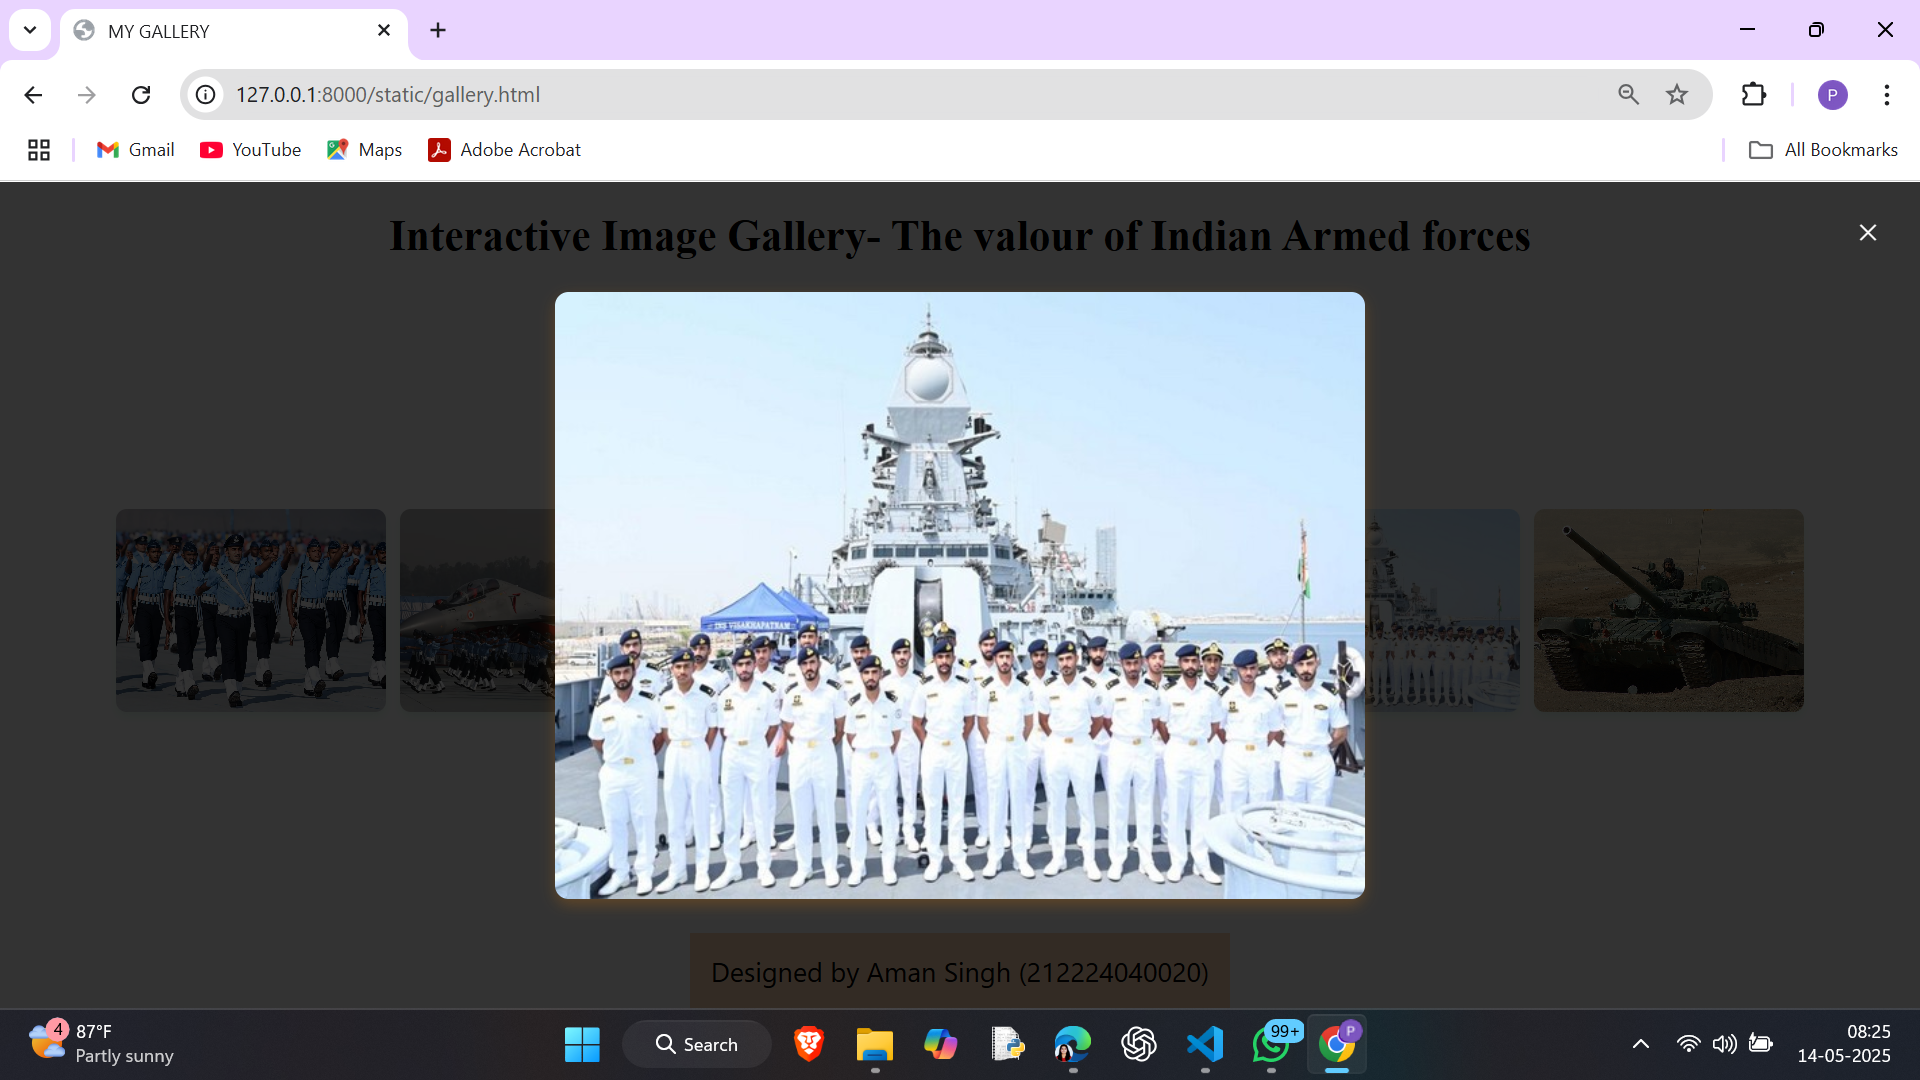 MY GALLERY
127.0.0.1:8000/static/gallery.html
P
Gmail
YouTube
Maps
Adobe Acrobat
All Bookmarks
Interactive Image Gallery- The valour of Indian Armed forces
INS VISAKHAPATNAM
Designed by Aman Singh (212224040020)
4
87°F
Partly sunny
Search
99+
P
08:25
14-05-2025